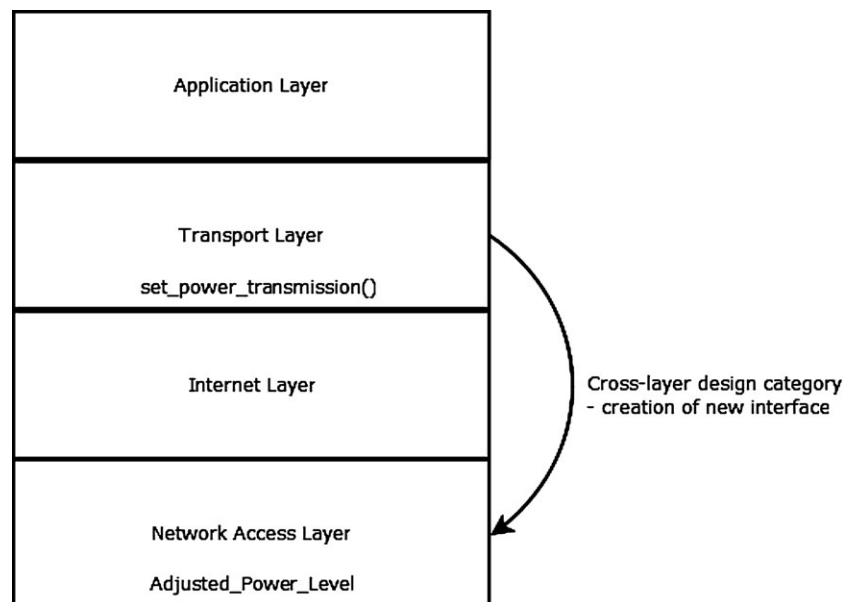 Application Layer
Transport Layer
set_power_transmission()
Internet Layer
Cross-layer design category
- creation of new interface
Network Access Layer
Adjusted_Power_Level